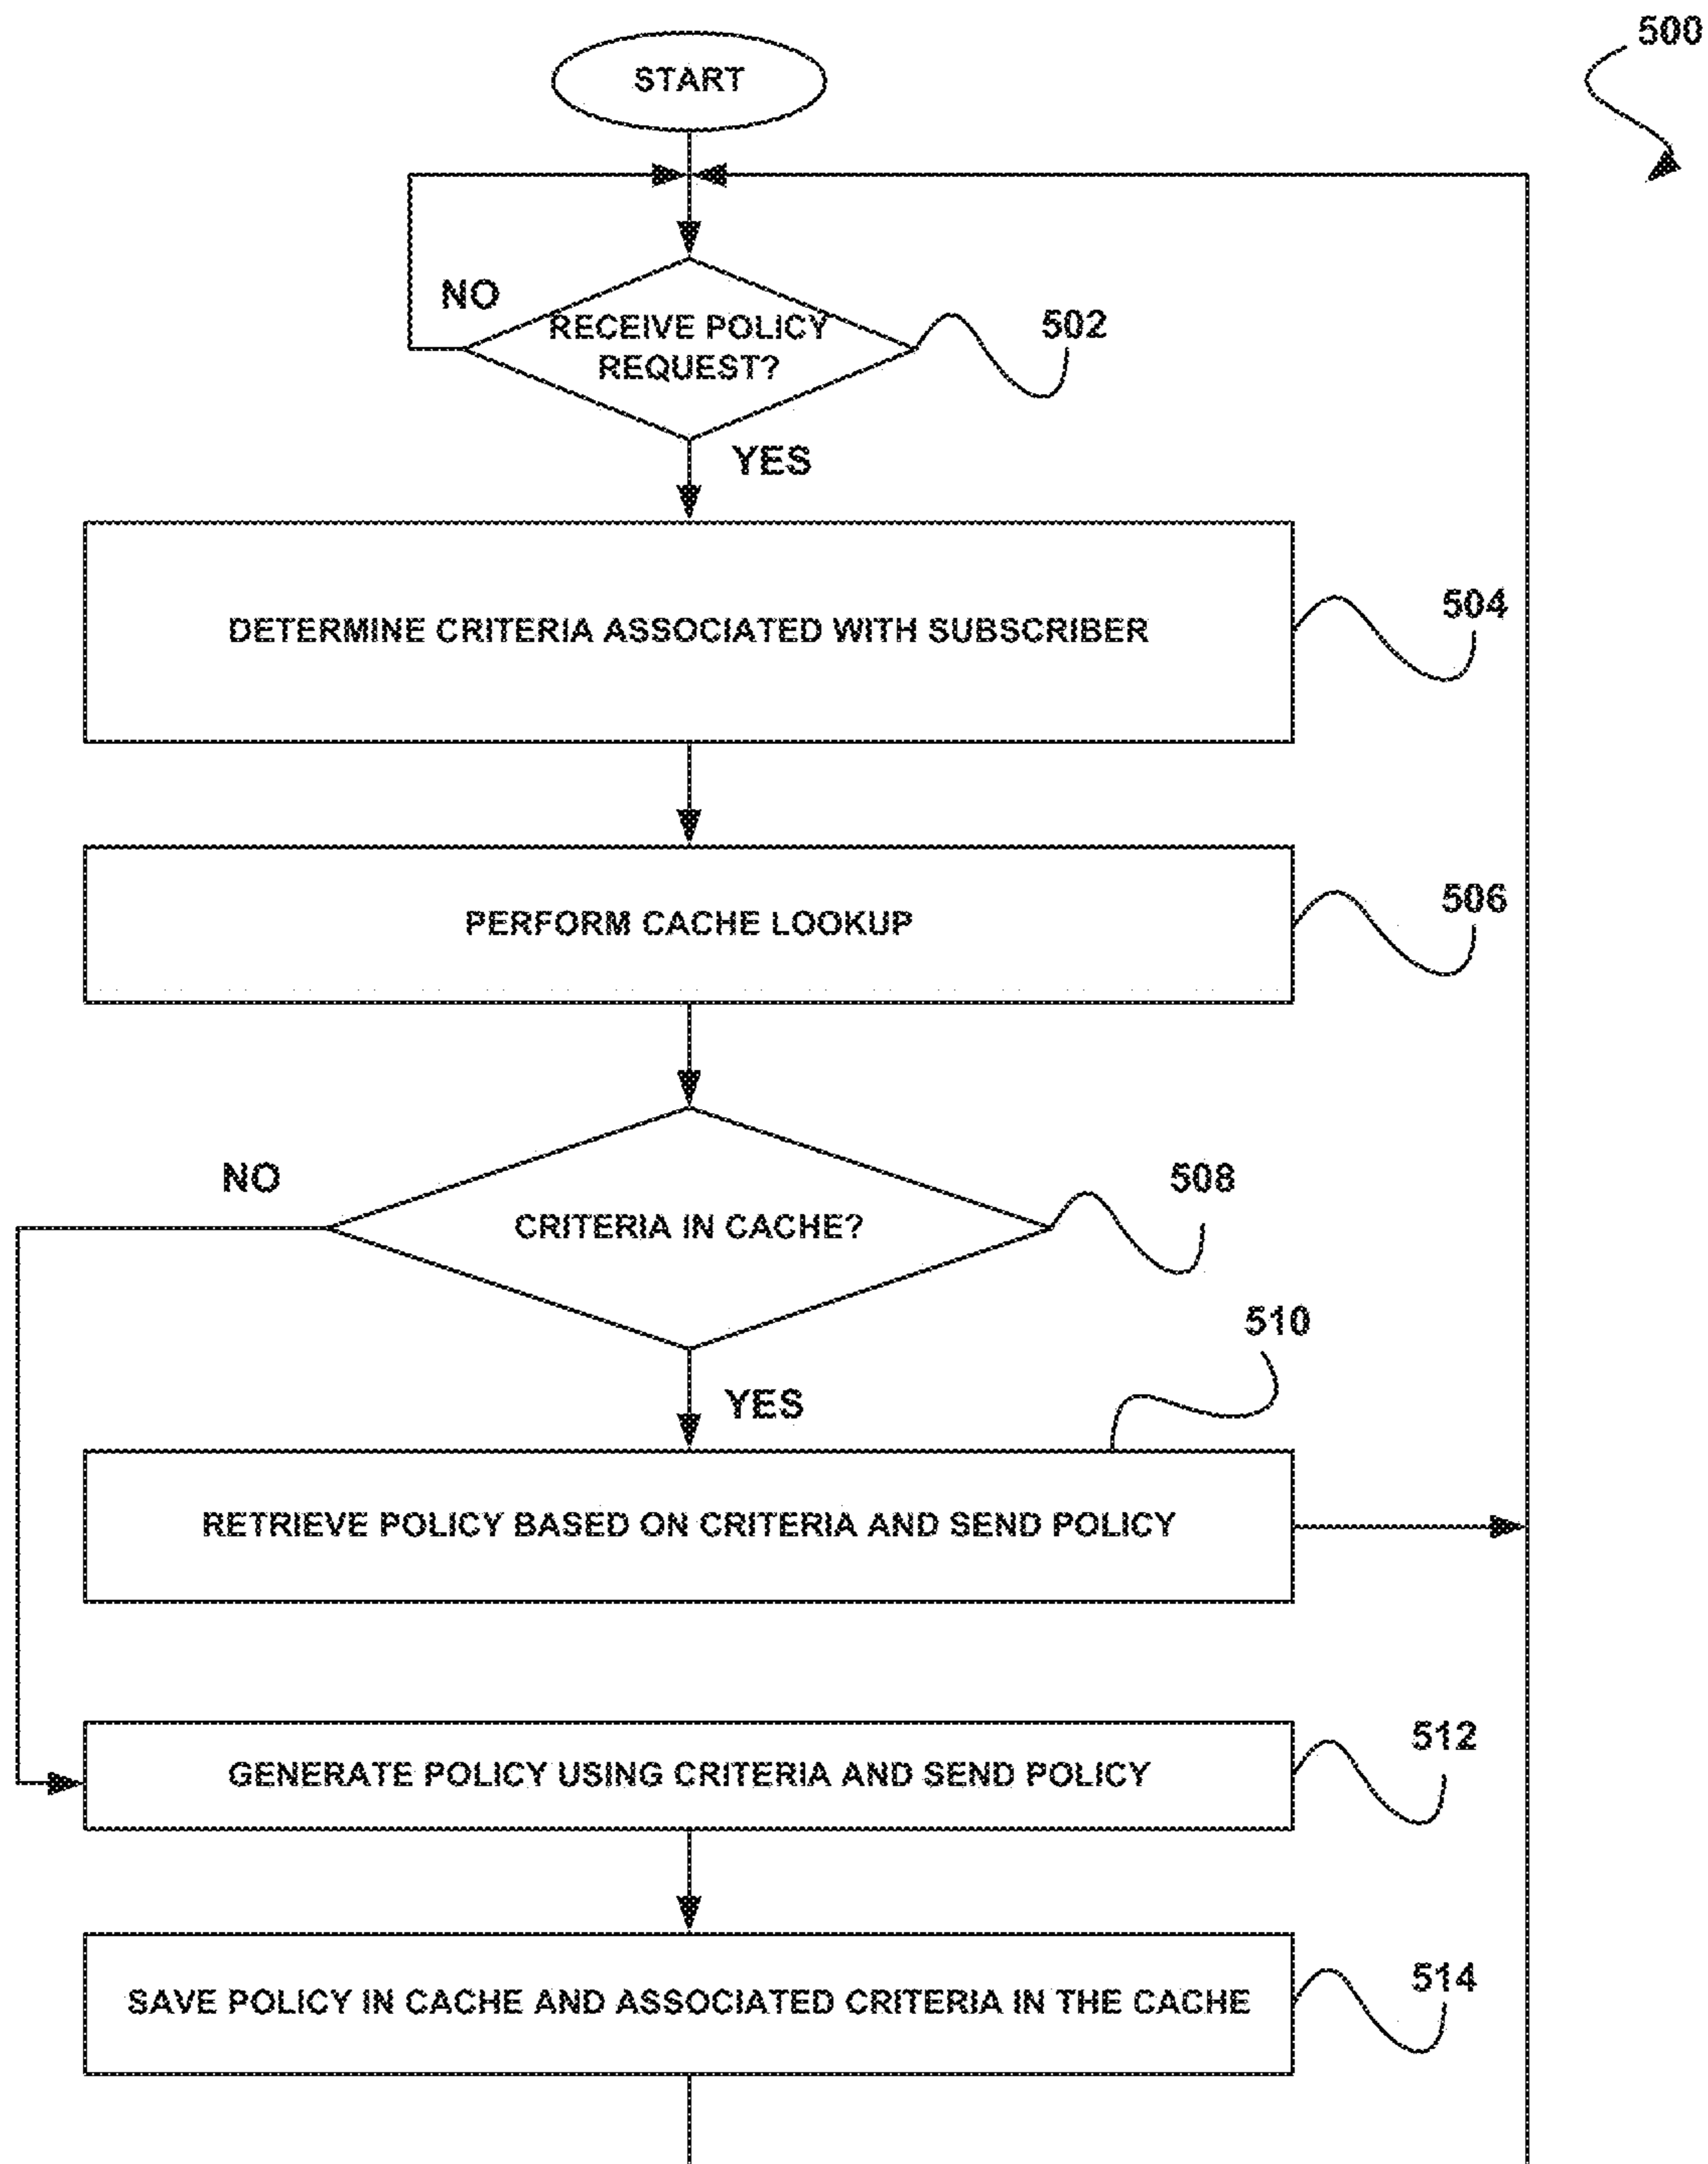 500
START
NO
RECEIVE POLICY
REQUEST?
502
YES
DETERMINE CRITERIA ASSOCIATED WITH SUBSCRIBER
504
PERFORM CACHE LOOKUP
506
NO
CRITERIA IN CACHE?
508
510
YES
RETRIEVE POLICY BASED ON CRITERIA AND SEND POLICY
GENERATE POLICY USING CRITERIA AND SEND POLICY
512
SAVE POLICY IN CACHE AND ASSOCIATED CRITERIA IN THE CACHE
514